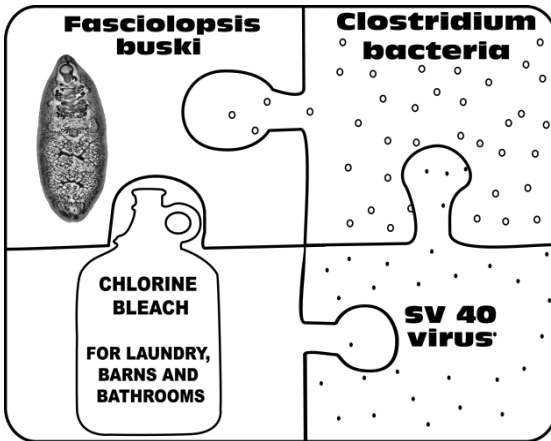 Fasciolopsis
buski
Clostridium
bacteria
CHLORINE
BLEACH
FOR LAUNDRY,
BARNS AND
BATHROOMS
SV 40
virus